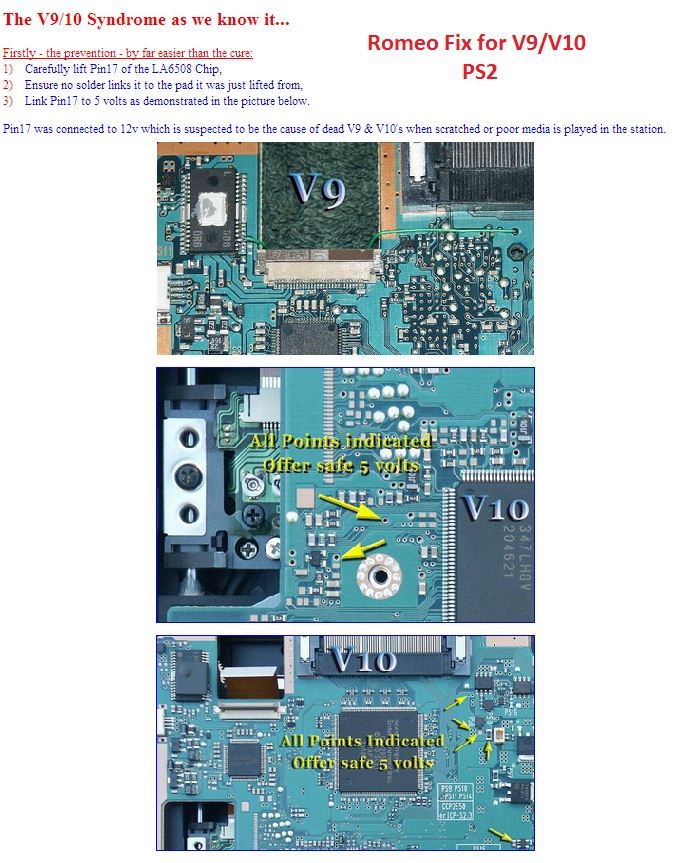 The V9/10 Syndrome as we know it...
Romeo Fix for V9/V10
PS2
Firstly - the prevention - by far easier than the cure:
1) Carefully lift Pin17 of the LA6508 Chip,
2) Ensure no solder links it to the pad it was just lifted from,
3) Link Pin17 to 5 volts as demonstrated in the picture below.
Pin17 was connected to 12v which is suspected to be the cause of dead V9 & V10's when scratched or poor media is played in the station.
V9
All Points indicated
Offer safe 5 volts
V10
347LHBV
204621
V10
All Points Indicated
Offer safe 5 volts
PS9 PS10
CCP2E50
or ICP-S2.3